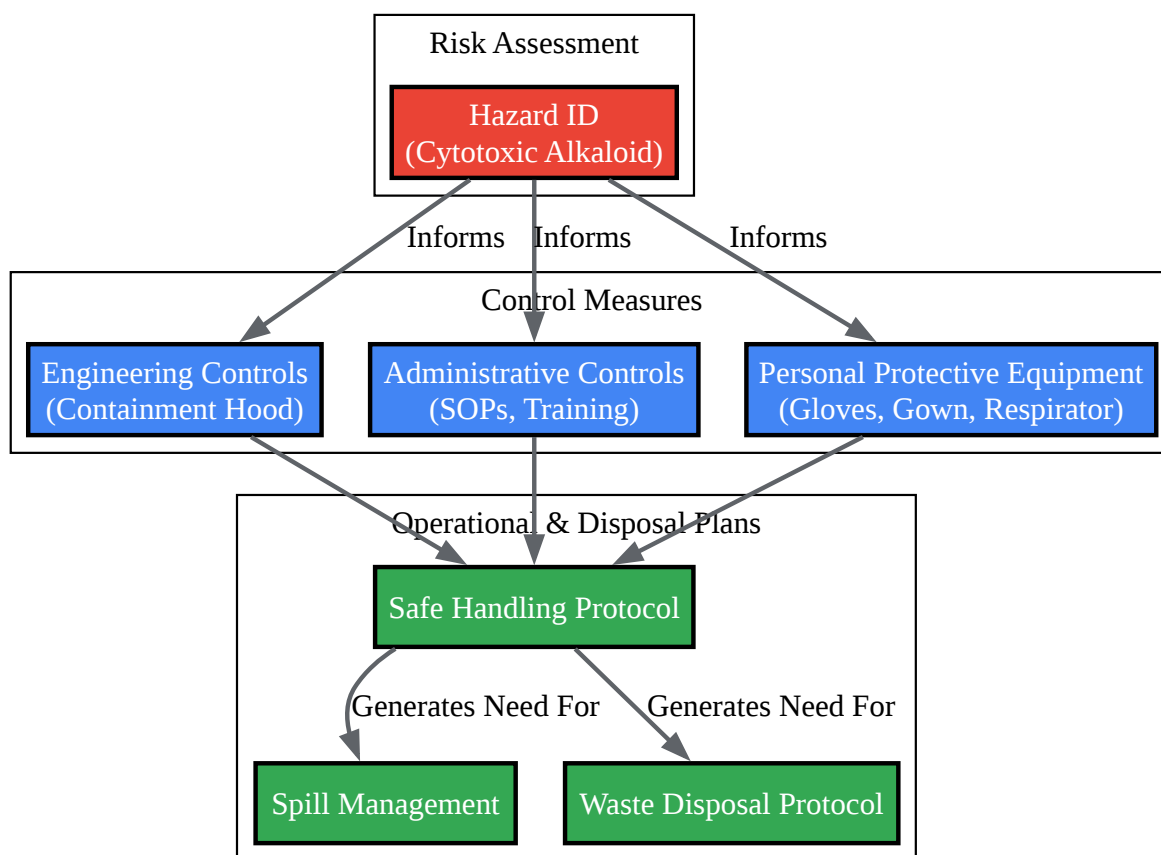 Risk Assessment
Hazard ID
(Cytotoxic Alkaloid)
Informs
Informs
Informs
Control Measures
Engineering Controls
(Containment Hood)
Administrative Controls
(SOPs, Training)
Personal Protective Equipment
(Gloves, Gown, Respirator)
Operational & Disposal Plans
Safe Handling Protocol
Generates Need For
Generates Need For
Spill Management
Waste Disposal Protocol